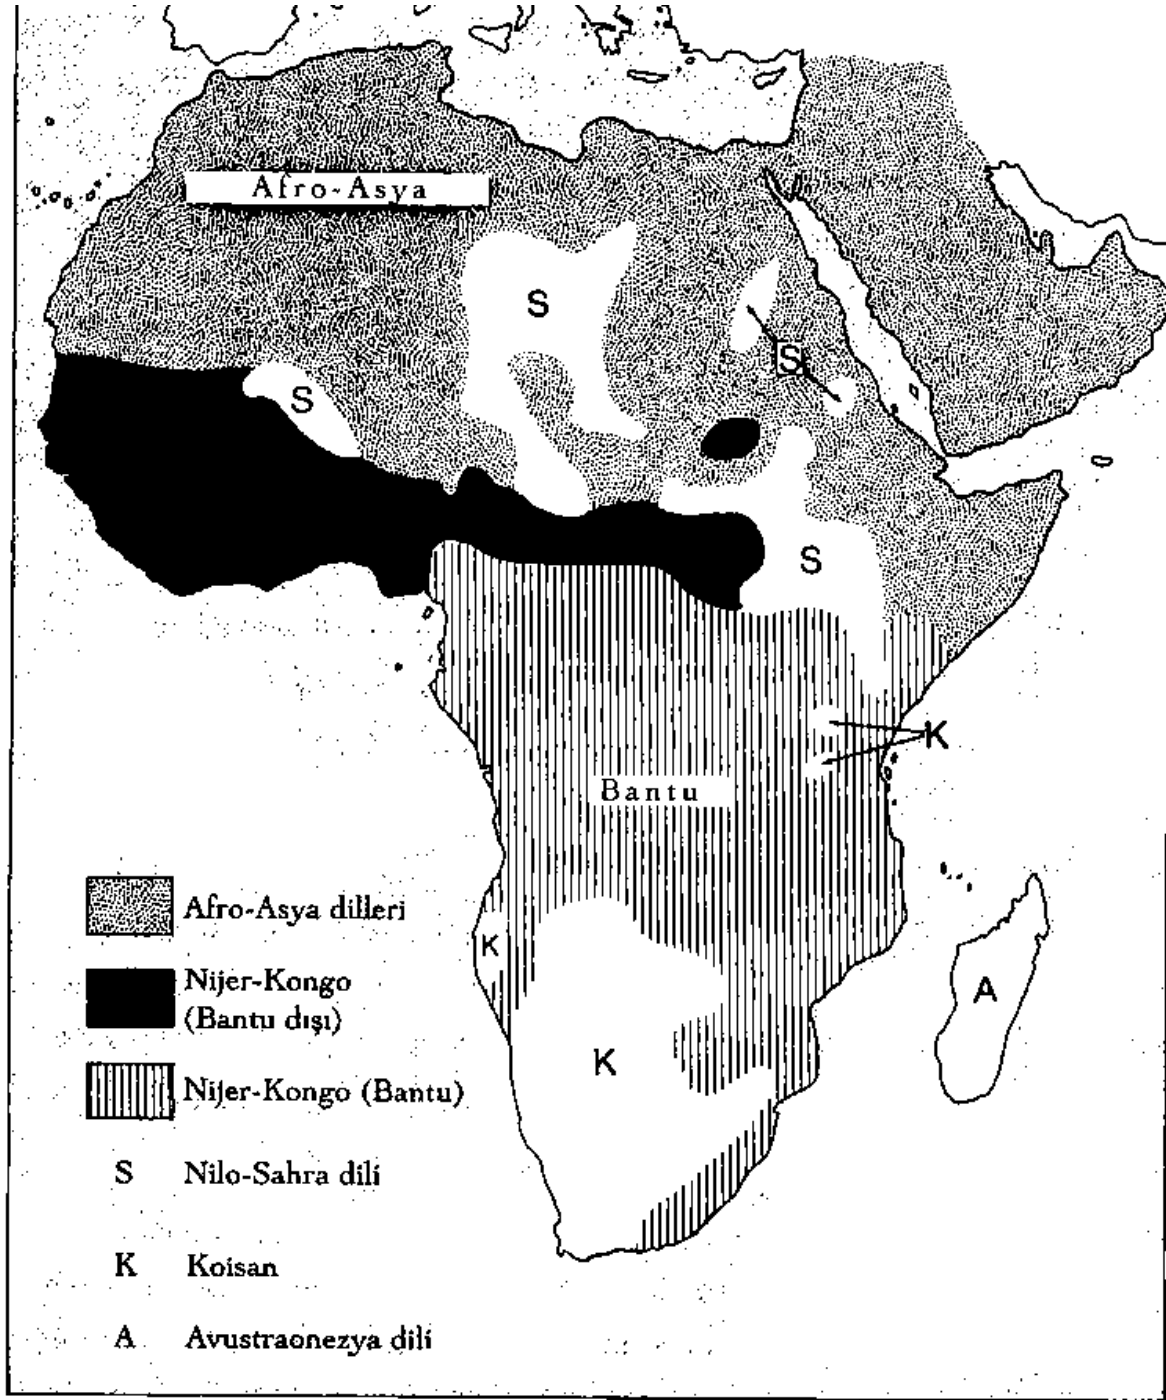 Afro-Asya
S
S
S
S
K
Bantu
K
A
K
Afro-Asya dilleri
Nijer-Kongo
(Bantu dışı)
Nijer-Kongo (Bantu)
S Nilo-Sahra dili
K Koisan
A Avustraonezya dili